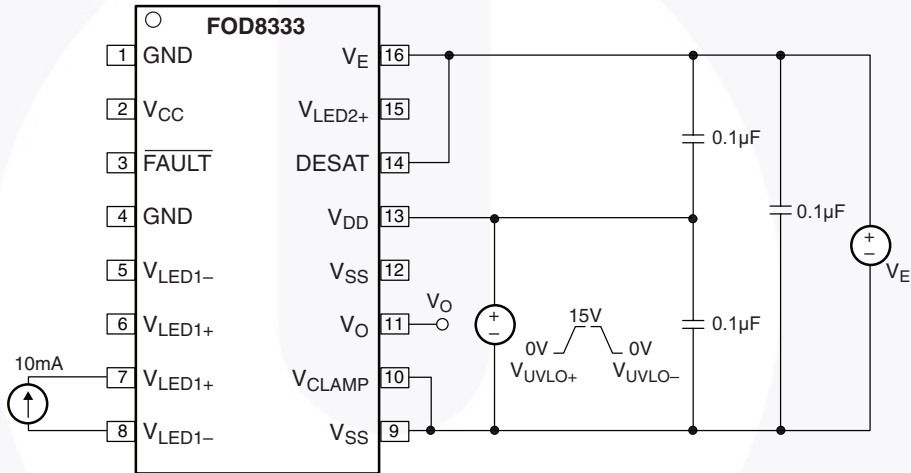 FOD8333
1 GND
2 VCC
3 FAULT
4 GND
5 VLED1–
6 VLED1+
7 VLED1+
8 VLED1–
10mA
VE 16
VLED2+ 15
DESAT 14
VDD 13
VSS 12
VO 11
VCLAMP 10
VSS 9
VO
+
–
0V 15V 0V
VUVLO+ VUVLO–
0.1µF
0.1µF
0.1µF
+
–
VE